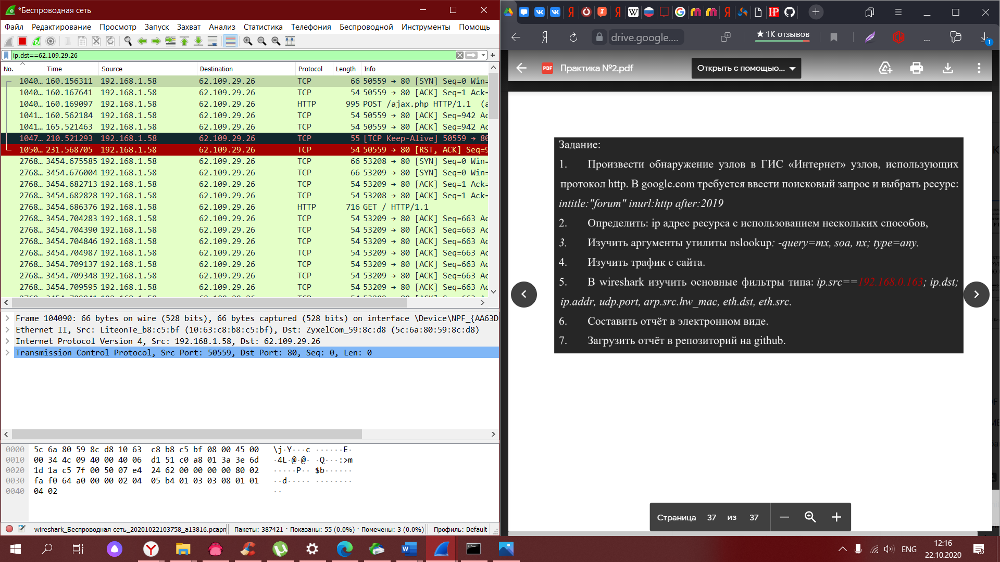 *Беспроводная сеть
Файл Редактирование Просмотр Запуск Захват Анализ Статистика Телефония Беспроводной Инструменты Помощь
ip.dst==62.109.29.26
No. Time Source Destination Protocol Length Info
1040... 160.156311 192.168.1.58 62.109.29.26 TCP 66 50559 → 80 [SYN] Seq=0 Win=
1040... 160.167641 192.168.1.58 62.109.29.26 TCP 54 50559 → 80 [ACK] Seq=1 Ack=
1040... 160.169097 192.168.1.58 62.109.29.26 HTTP 995 POST /ajax.php HTTP/1.1 (a
1041... 160.562184 192.168.1.58 62.109.29.26 TCP 54 50559 → 80 [ACK] Seq=942 Ac
1041... 165.521463 192.168.1.58 62.109.29.26 TCP 54 50559 → 80 [ACK] Seq=942 Ac
1047... 210.521293 192.168.1.58 62.109.29.26 TCP 55 [TCP Keep-Alive] 50559 → 80
1050... 231.568705 192.168.1.58 62.109.29.26 TCP 54 50559 → 80 [RST, ACK] Seq=9
2768... 3454.675585 192.168.1.58 62.109.29.26 TCP 66 53208 → 80 [SYN] Seq=0 Win=
2768... 3454.676004 192.168.1.58 62.109.29.26 TCP 66 53209 → 80 [SYN] Seq=0 Win=
2768... 3454.682713 192.168.1.58 62.109.29.26 TCP 54 53209 → 80 [ACK] Seq=1 Ack=
2768... 3454.682828 192.168.1.58 62.109.29.26 TCP 54 53208 → 80 [ACK] Seq=1 Ack=
2768... 3454.686376 192.168.1.58 62.109.29.26 HTTP 716 GET / HTTP/1.1
2768... 3454.704283 192.168.1.58 62.109.29.26 TCP 54 53209 → 80 [ACK] Seq=663 Ac
2768... 3454.704390 192.168.1.58 62.109.29.26 TCP 54 53209 → 80 [ACK] Seq=663 Ac
2768... 3454.704846 192.168.1.58 62.109.29.26 TCP 54 53209 → 80 [ACK] Seq=663 Ac
2768... 3454.704987 192.168.1.58 62.109.29.26 TCP 54 53209 → 80 [ACK] Seq=663 Ac
2768... 3454.709137 192.168.1.58 62.109.29.26 TCP 54 53209 → 80 [ACK] Seq=663 Ac
2768... 3454.709348 192.168.1.58 62.109.29.26 TCP 54 53209 → 80 [ACK] Seq=663 Ac
2768... 3454.709595 192.168.1.58 62.109.29.26 TCP 54 53209 → 80 [ACK] Seq=663 Ac
Frame 104090: 66 bytes on wire (528 bits), 66 bytes captured (528 bits) on interface \Device\NPF_{AA63D
Ethernet II, Src: LiteonTe_b8:c5:bf (10:63:c8:b8:c5:bf), Dst: ZyxelCom_59:8c:d8 (5c:6a:80:59:8c:d8)
Internet Protocol Version 4, Src: 192.168.1.58, Dst: 62.109.29.26
Transmission Control Protocol, Src Port: 50559, Dst Port: 80, Seq: 0, Len: 0
0000 5c 6a 80 59 8c d8 10 63 c8 b8 c5 bf 08 00 45 00 \j·Y···c ······E·
0010 00 34 4c 09 40 00 40 06 d1 51 c0 a8 01 3a 3e 6d ·4L·@·@· ·Q···:>m
0020 1d 1a c5 7f 00 50 07 e4 24 62 00 00 00 00 80 02 ·····P·· $b······
0030 fa f0 64 a0 00 00 02 04 05 b4 01 03 03 08 01 01 ··d····· ········
0040 04 02 ··
wireshark_Беспроводная сеть_20201022103758_a13816.pcapn Пакеты: 387421 · Показаны: 55 (0.0%) · Помечены: 3 (0.0%) Профиль: Default
drive.google.... ★ 1K отзывов ... 1
PDF Практика №2.pdf Открыть с помощью...
Задание:
1. Произвести обнаружение узлов в ГИС «Интернет» узлов, использующих
протокол http. В google.com требуется ввести поисковый запрос и выбрать ресурс:
intitle:"forum" inurl:http after:2019
2. Определить: ip адрес ресурса с использованием нескольких способов,
3. Изучить аргументы утилиты nslookup: -query=mx, soa, nx; type=any.
4. Изучить трафик с сайта.
5. В wireshark изучить основные фильтры типа: ip.src==192.168.0.163; ip.dst;
ip.addr, udp.port, arp.src.hw_mac, eth.dst, eth.src.
6. Составить отчёт в электронном виде.
7. Загрузить отчёт в репозиторий на github.
Страница 37 из 37
ENG
12:16
22.10.2020